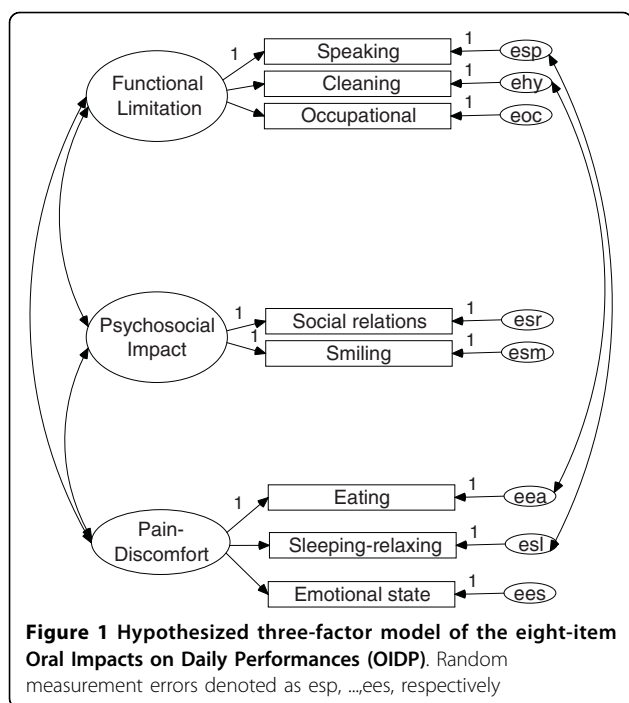 1 Speaking 1 esp
Functional Limitation
Cleaning 1 ehy
Occupational 1 eoc
Psychosocial Impact
1 Social relations 1 esr
1 Smiling 1 esm
1 Eating 1 eea
Pain-Discomfort
Sleeping-relaxing 1 esl
Emotional state 1 ees
Figure 1 Hypothesized three-factor model of the eight-item
Oral Impacts on Daily Performances (OIDP). Random
measurement errors denoted as esp, ...,ees, respectively